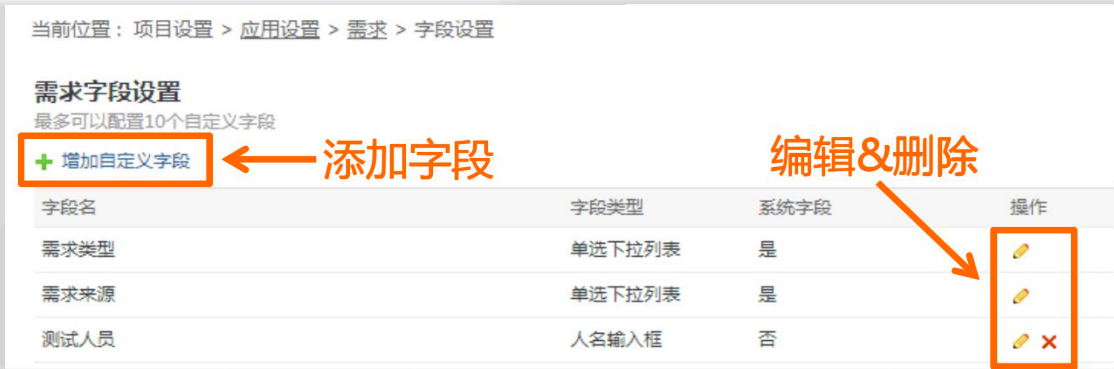 当前位置：项目设置 > 应用设置 > 需求 > 字段设置
需求字段设置
最多可以配置10个自定义字段
增加自定义字段
添加字段
编辑&删除
字段名 字段类型 系统字段 操作
需求类型 单选下拉列表 是
需求来源 单选下拉列表 是
测试人员 人名输入框 否